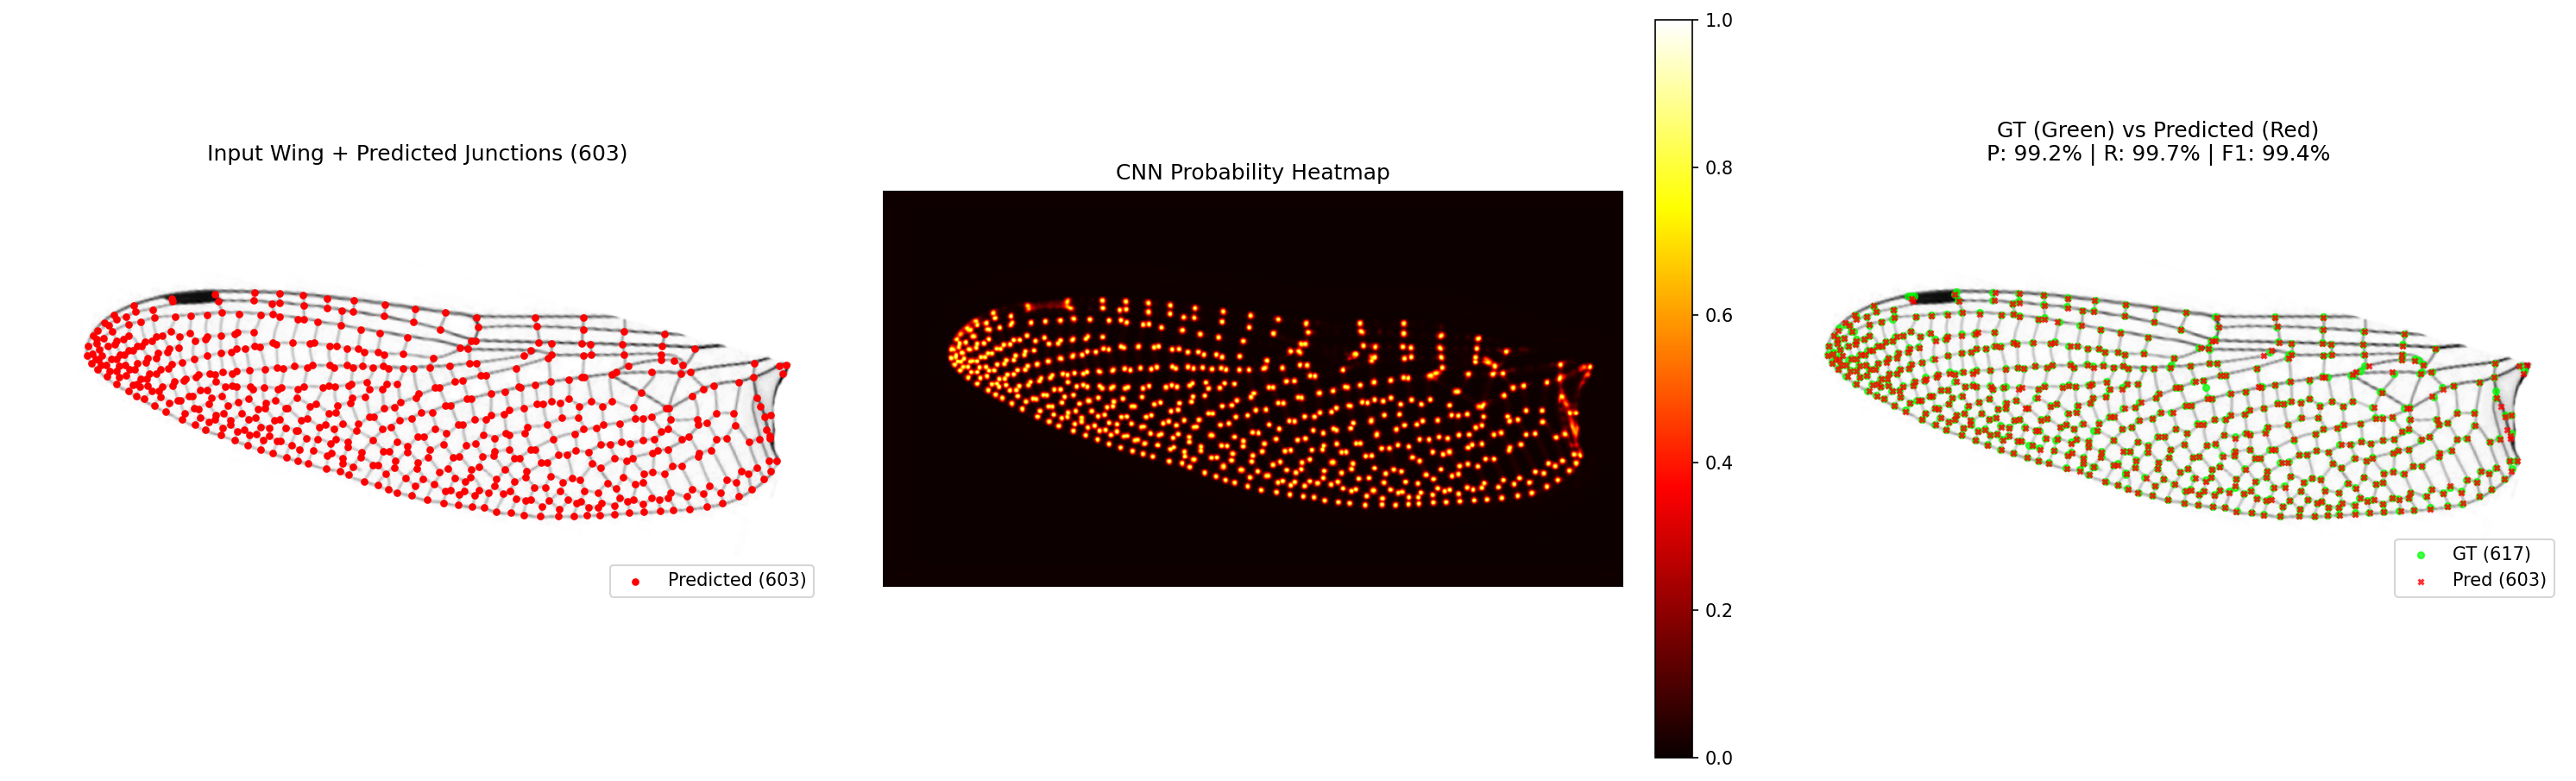 Input Wing + Predicted Junctions (603)
Predicted (603)
CNN Probability Heatmap
1.0
0.8
0.6
0.4
0.2
0.0
GT (Green) vs Predicted (Red)
P: 99.2% | R: 99.7% | F1: 99.4%
GT (617)
Pred (603)